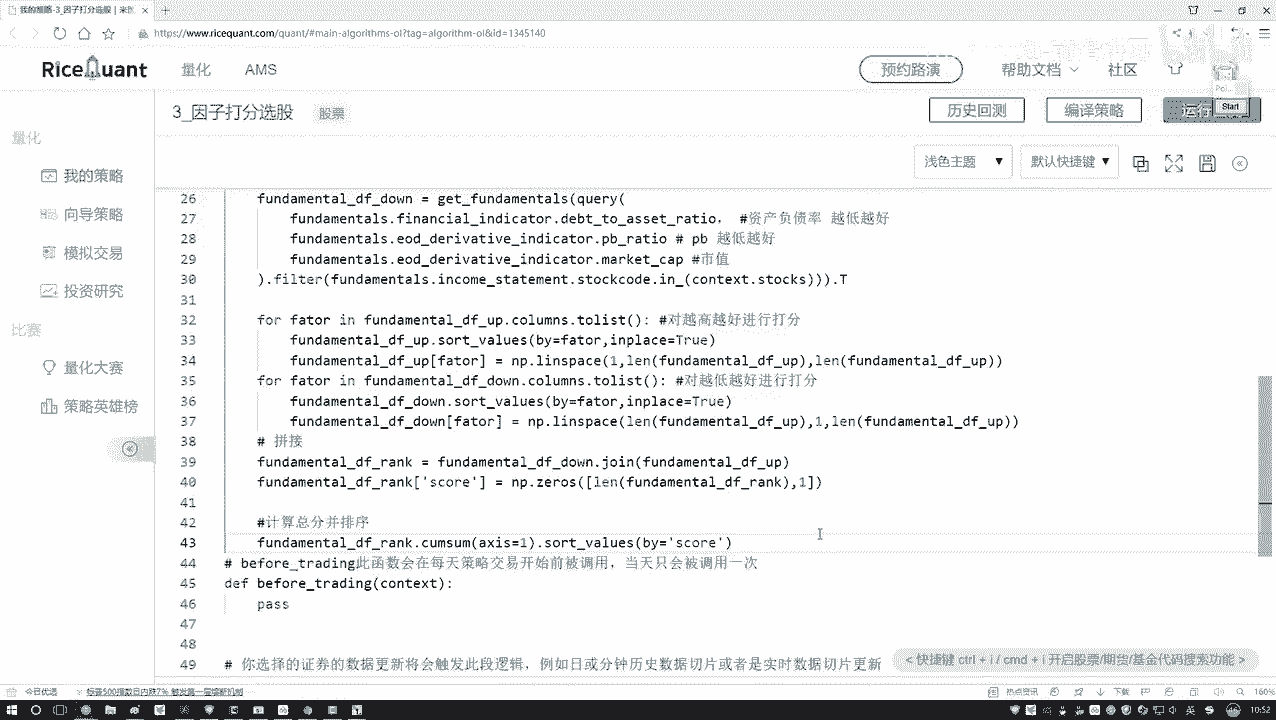 我的策略-3_因子打分选股 | 米
https://www.ricequant.com/quant/#main-algorithms-ol?tag=algorithm-ol&id=1345140
RiceQuant 量化 AMS 预约路演 帮助文档 社区
3_因子打分选股 股票 历史回测 编译策略 运行 Start
浅色主题 默认快捷键
量化
我的策略
向导策略
模拟交易
投资研究
比赛
量化大赛
策略英雄榜
26 fundamental_df_down = get_fundamentals(query(
27 fundamentals.financial_indicator.debt_to_asset_ratio, #资产负债率 越低越好
28 fundamentals.eod_derivative_indicator.pb_ratio # pb 越低越好
29 fundamentals.eod_derivative_indicator.market_cap #市值
30 ).filter(fundamentals.income_statement.stockcode.in_(context.stocks))).T
31
32 for fator in fundamental_df_up.columns.tolist(): #对越高越好进行打分
33 fundamental_df_up.sort_values(by=fator,inplace=True)
34 fundamental_df_up[fator] = np.linspace(1,len(fundamental_df_up),len(fundamental_df_up))
35 for fator in fundamental_df_down.columns.tolist(): #对越低越好进行打分
36 fundamental_df_down.sort_values(by=fator,inplace=True)
37 fundamental_df_down[fator] = np.linspace(len(fundamental_df_up),1,len(fundamental_df_up))
38 # 拼接
39 fundamental_df_rank = fundamental_df_down.join(fundamental_df_up)
40 fundamental_df_rank['score'] = np.zeros([len(fundamental_df_rank),1])
41
42 #计算总分并排序
43 fundamental_df_rank.cumsum(axis=1).sort_values(by='score')
44 # before_trading此函数会在每天策略交易开始前被调用，当天只会被调用一次
45 def before_trading(context):
46 pass
47
48
49 # 你选择的证券的数据更新将会触发此段逻辑，例如日或分钟历史数据切片或者是实时数据切片更新
< 快捷键 ctrl + i / cmd + i 开启股票/期货/基金代码搜索功能 >
今日优选
热点资讯 下载 160%
英 10:52